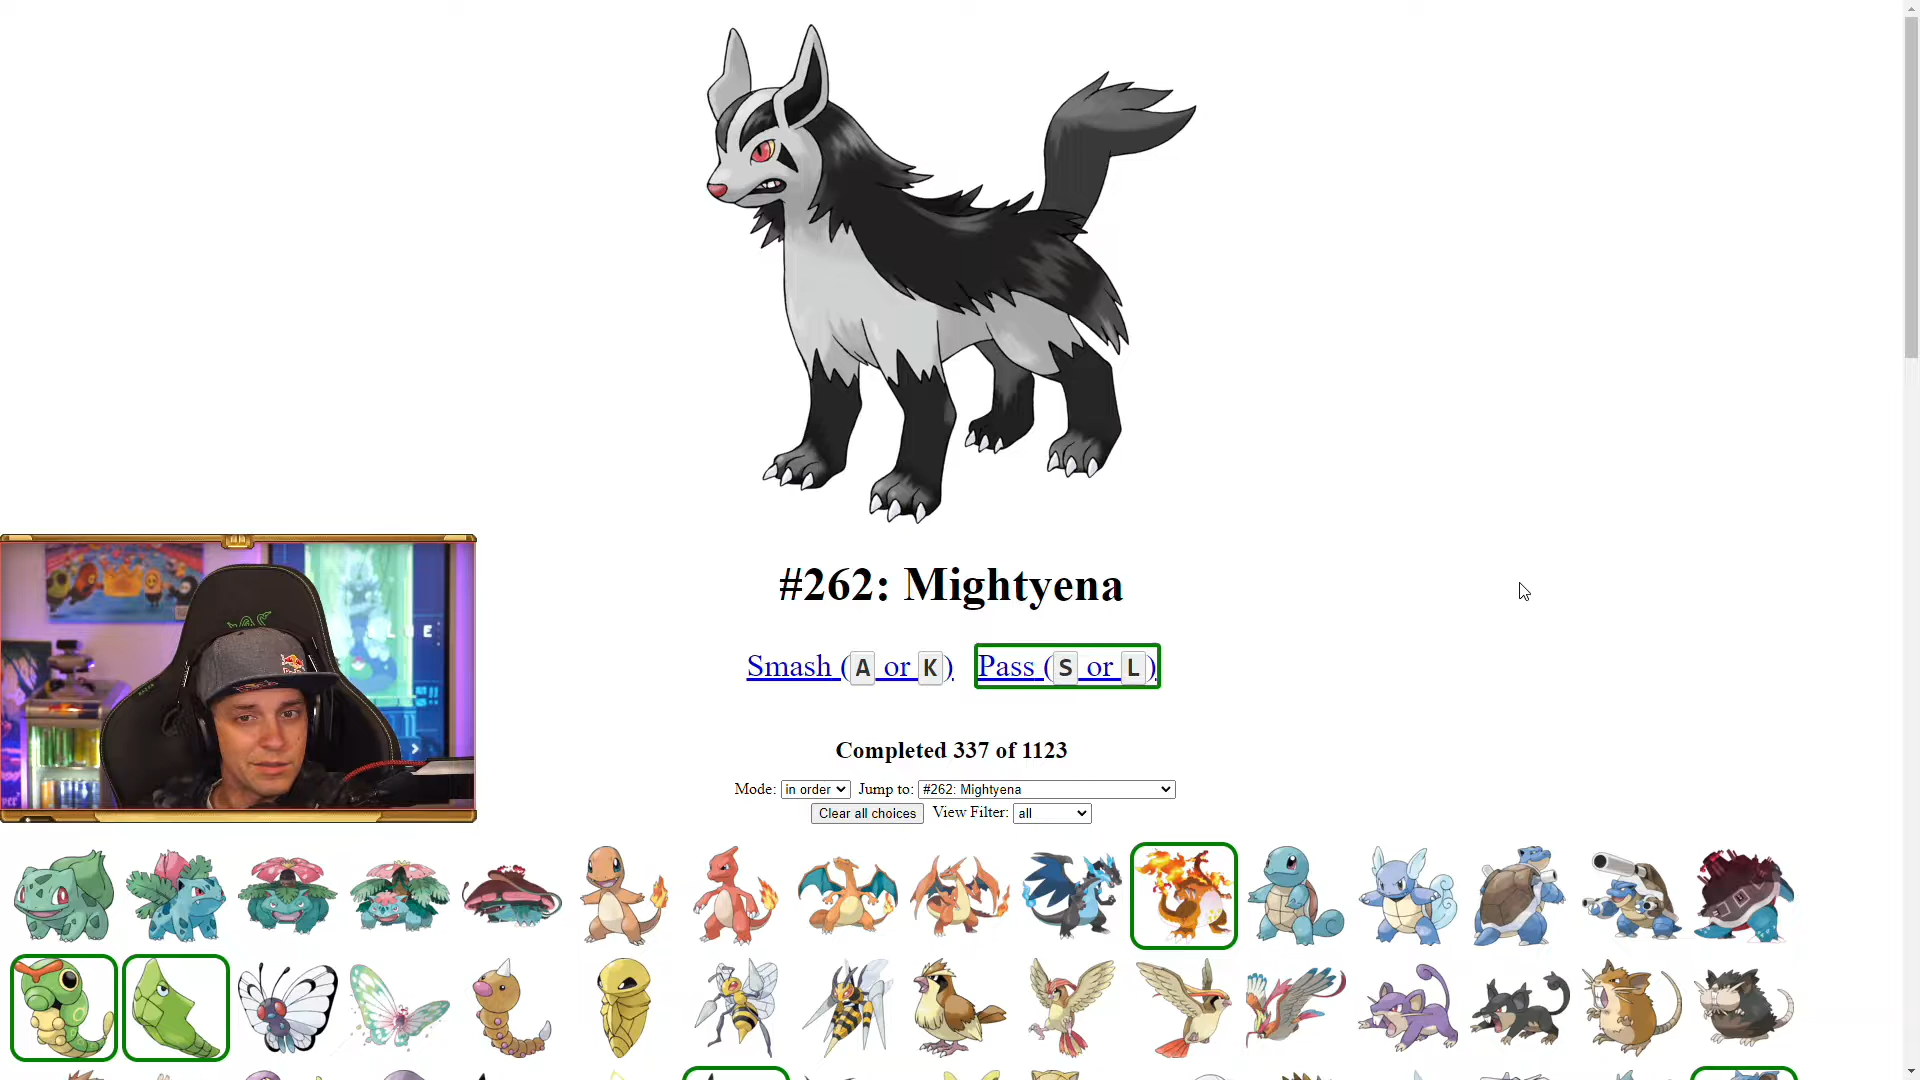 #262: Mightyena
Smash (A or K) Pass (S or L)
Completed 337 of 1123
Mode: in order Jump to: #262: Mightyena
Clear all choices View Filter: all